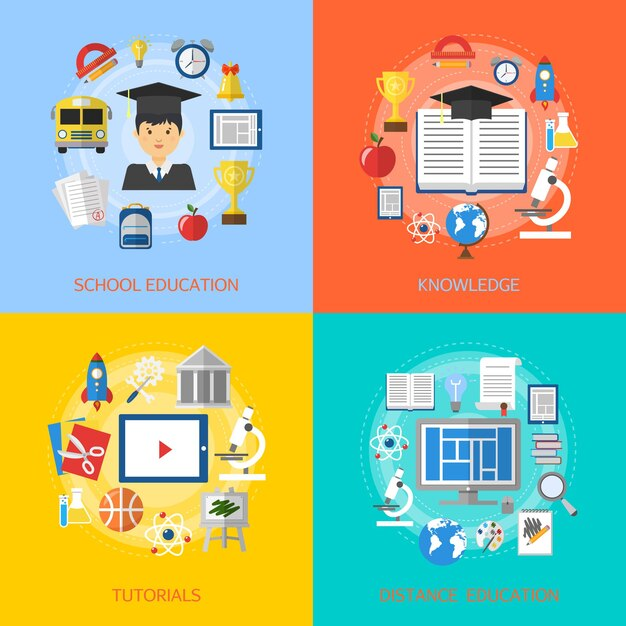 SCHOOL EDUCATION
KNOWLEDGE
TUTORIALS
DISTANCE EDUCATION